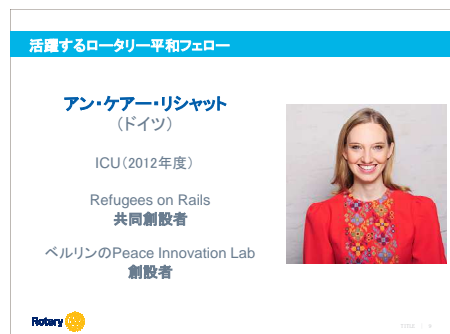 活躍するロータリー平和フェロー
アン・ケアー・リシャット
（ドイツ）
ICU（2012年度）
Refugees on Rails
共同創設者
ベルリンのPeace Innovation Lab
創設者
Rotary
TITLE | 9